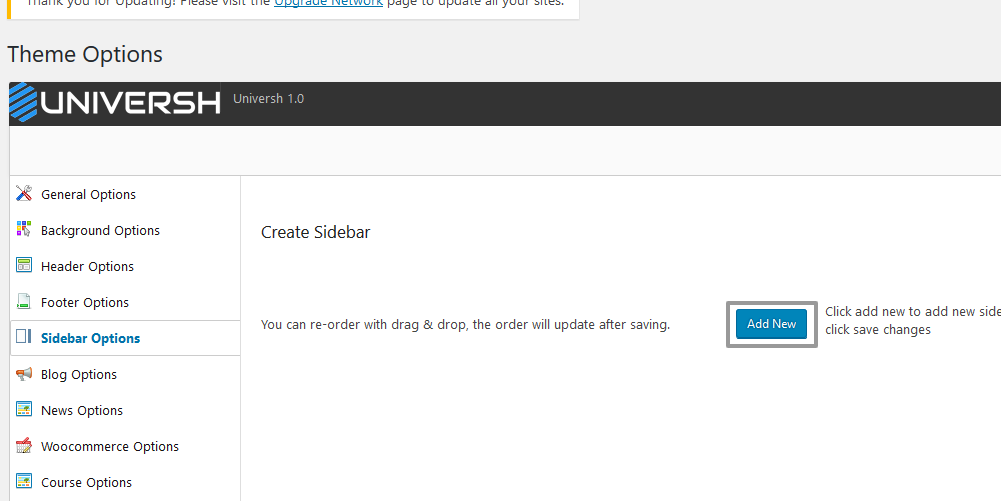 Thank you for Updating! Please visit the Upgrade Network page to update all your sites.
Theme Options
UNIVERSH Universh 1.0
General Options
Background Options
Header Options
Footer Options
Sidebar Options
Blog Options
News Options
Woocommerce Options
Course Options
Create Sidebar
You can re-order with drag & drop, the order will update after saving.
Add New
Click add new to add new side
click save changes